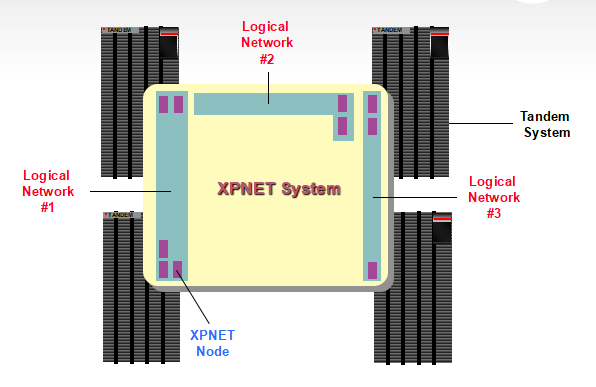 Logical
Network
#2
TANDEM
TANDEM
Tandem
System
Logical
Network
#1
XPNET System
Logical
Network
#3
TANDEM
XPNET
Node